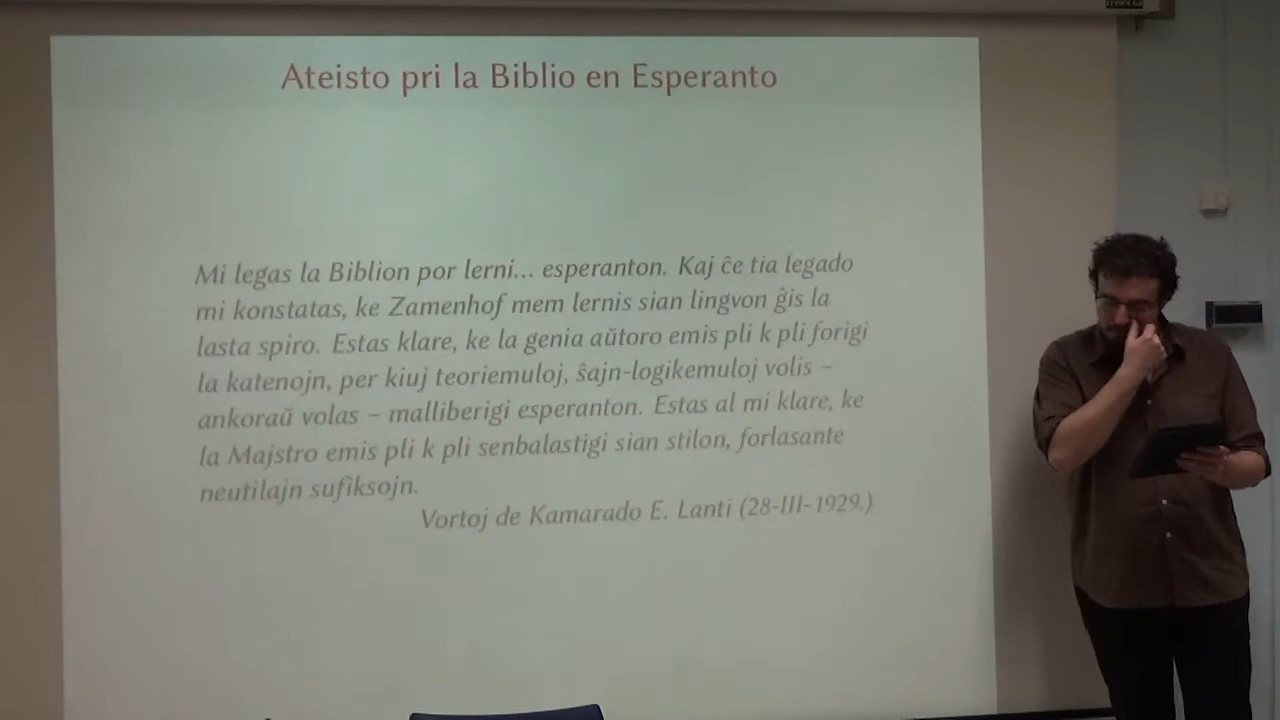 Ateisto pri la Biblio en Esperanto
Mi legas la Biblion por lerni... esperanton. Kaj ĉe tia legado
mi konstatas, ke Zamenhof mem lernis sian lingvon ĝis la
lasta spiro. Estas klare, ke la genia aŭtoro emis pli k pli forigi
la katenojn, per kiuj teoriemuloj, ŝajn-logikemuloj volis –
ankoraŭ volas – malliberigi esperanton. Estas al mi klare, ke
la Majstro emis pli k pli senbalastigi sian stilon, forlasante
neutilajn sufiksojn.
Vortoj de Kamarado E. Lanti (28-III-1929.)